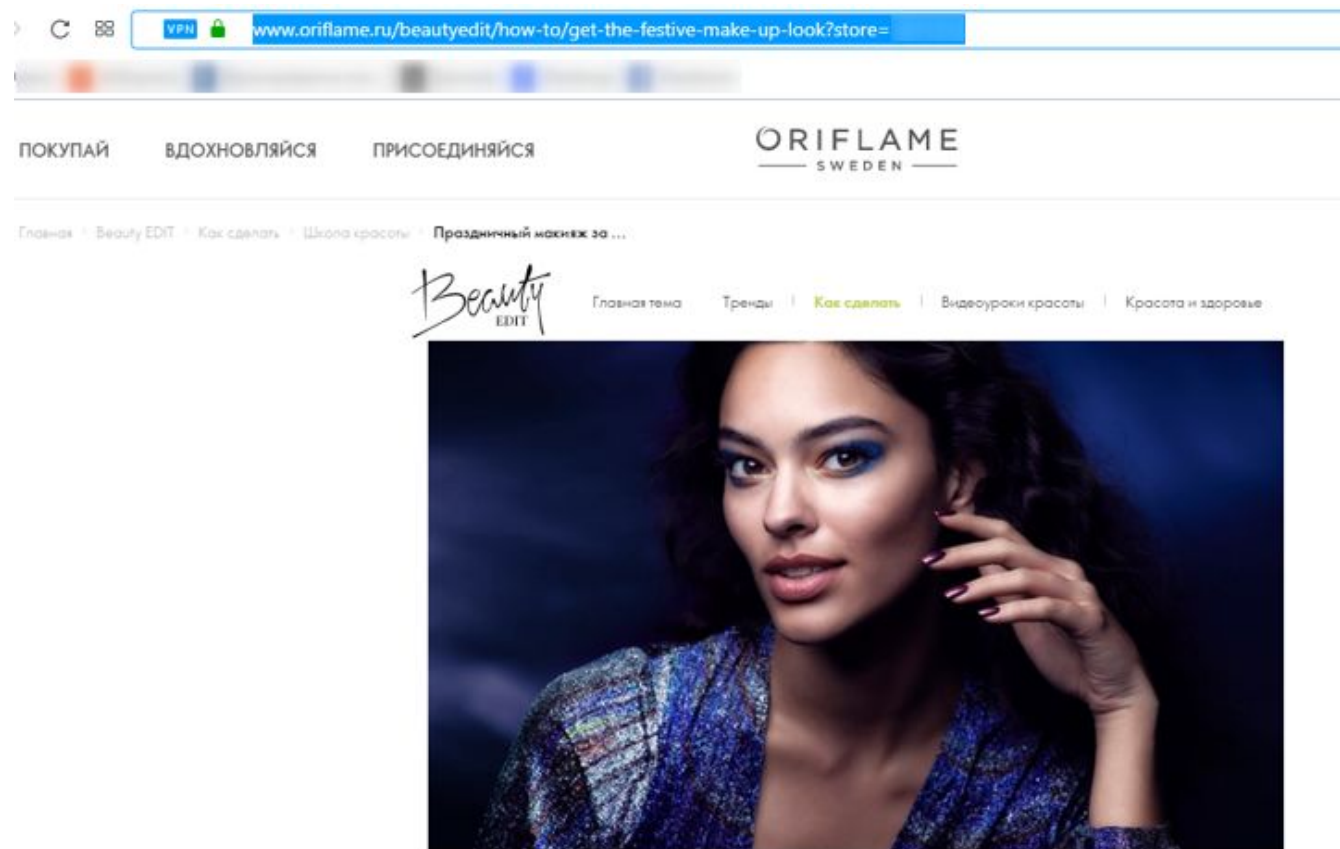 VPN www.oriflame.ru/beautyedit/how-to/get-the-festive-make-up-look?store=
ПОКУПАЙ ВДОХНОВЛЯЙСЯ ПРИСОЕДИНЯЙСЯ
ORIFLAME
SWEDEN
Главная Beauty EDIT Как сделать Школа красоты Праздничный макияж за ...
Beauty
EDIT
Главная тема Тренды Как сделать Видеоуроки красоты Красота и здоровье